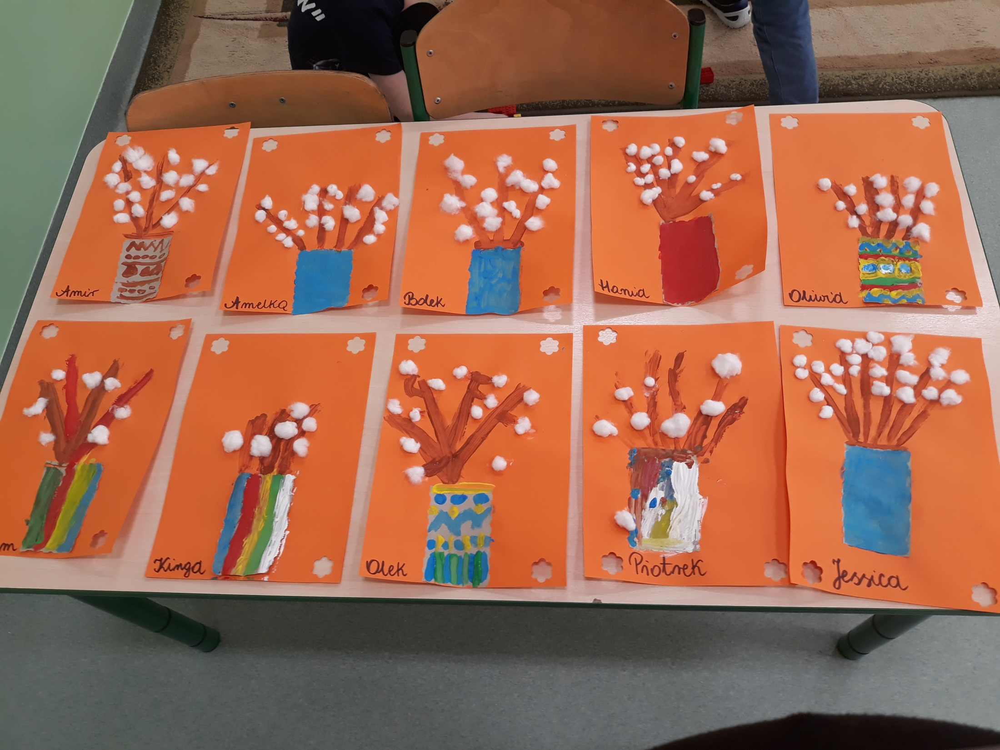 Amir
Amelka
Bolek
Hania
Oliwia
m
Kinga
Olek
Piotrek
Jessica